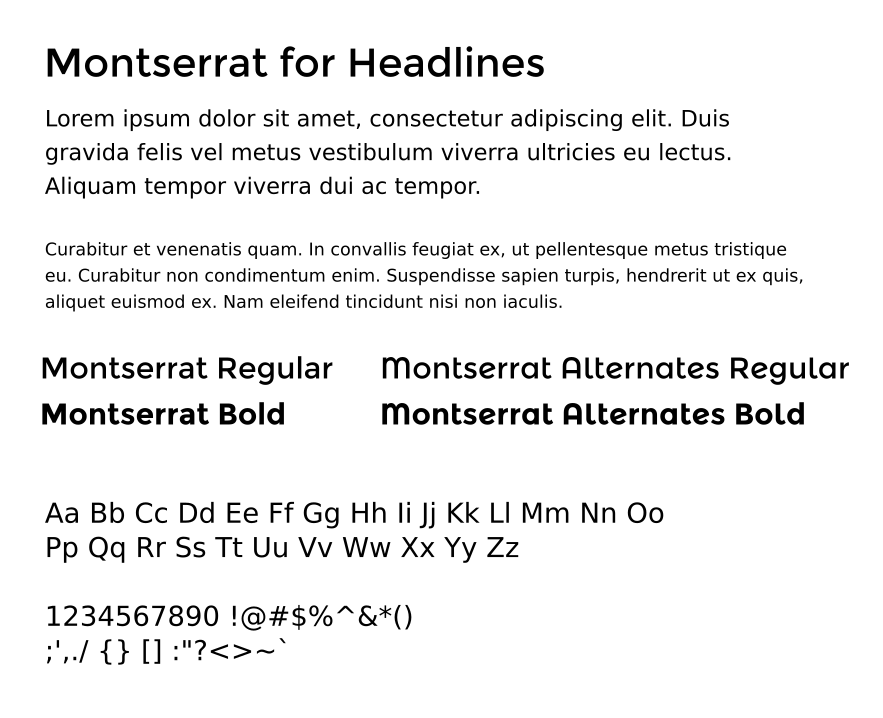 Montserrat for Headlines
Lorem ipsum dolor sit amet, consectetur adipiscing elit. Duis
gravida felis vel metus vestibulum viverra ultricies eu lectus.
Aliquam tempor viverra dui ac tempor.
Curabitur et venenatis quam. In convallis feugiat ex, ut pellentesque metus tristique
eu. Curabitur non condimentum enim. Suspendisse sapien turpis, hendrerit ut ex quis,
aliquet euismod ex. Nam eleifend tincidunt nisi non iaculis.
Montserrat Regular Montserrat Alternates Regular
Montserrat Bold Montserrat Alternates Bold
Aa Bb Cc Dd Ee Ff Gg Hh Ii Jj Kk Ll Mm Nn Oo
Pp Qq Rr Ss Tt Uu Vv Ww Xx Yy Zz
1234567890 !@#$%^&*()
;',./ {} [] :"?<>~`